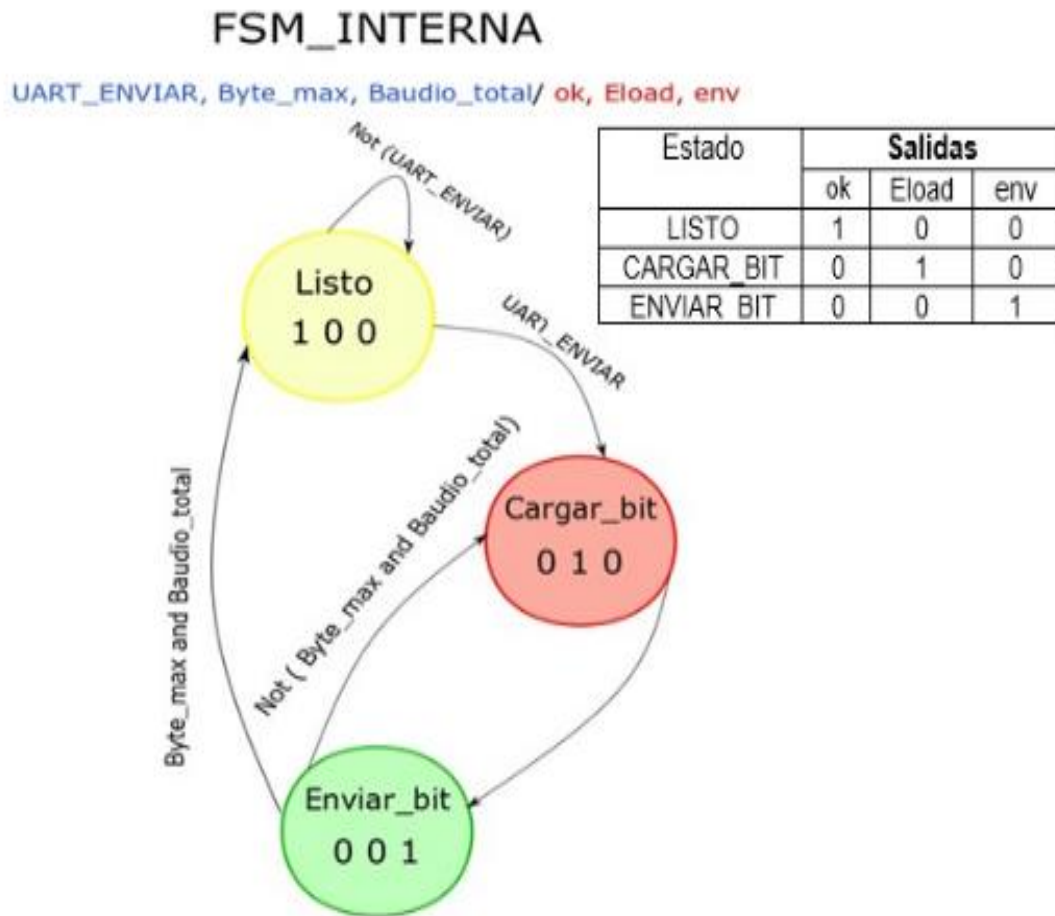 FSM_INTERNA
UART_ENVIAR, Byte_max, Baudio_total/ ok, Eload, env
Not (UART_ENVIAR)
Estado Salidas
ok Eload env
LISTO 1 0 0
CARGAR_BIT 0 1 0
ENVIAR BIT 0 0 1
Listo
1 0 0
UART_ENVIAR
Byte_max and Baudio_total
Not ( Byte_max and Baudio_total)
Cargar_bit
0 1 0
Enviar_bit
0 0 1